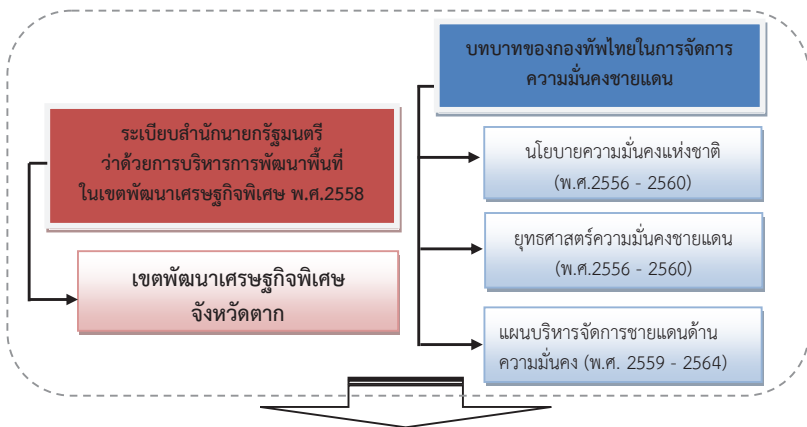 บทบาทของกองทัพไทยในการจัดการ
ความมั่นคงชายแดน
ระเบียบสำนักนายกรัฐมนตรี
ว่าด้วยการบริหารการพัฒนาพื้นที่
ในเขตพัฒนาเศรษฐกิจพิเศษ พ.ศ.2558
นโยบายความมั่นคงแห่งชาติ
(พ.ศ.2556 - 2560)
ยุทธศาสตร์ความมั่นคงชายแดน
(พ.ศ.2556 - 2560)
เขตพัฒนาเศรษฐกิจพิเศษ
จังหวัดตาก
แผนบริหารจัดการชายแดนด้าน
ความมั่นคง (พ.ศ. 2559 - 2564)